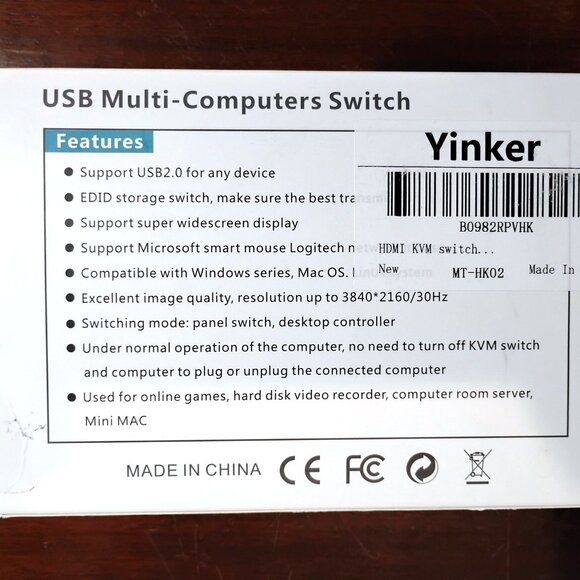 USB Multi-Computers Switch
Features
Yinker
● Support USB2.0 for any device
● EDID storage switch, make sure the best transmi
B0982RPVHK
● Support super widescreen display
HDMI KVM switch...
● Support Microsoft smart mouse Logitech
New MT-HK02 Made In
● Compatible with Windows series, Mac OS. Linux system
● Excellent image quality, resolution up to 3840*2160/30Hz
● Switching mode: panel switch, desktop controller
● Under normal operation of the computer, no need to turn off KVM switch
and computer to plug or unplug the connected computer
● Used for online games, hard disk video recorder, computer room server,
Mini MAC
MADE IN CHINA CE FC